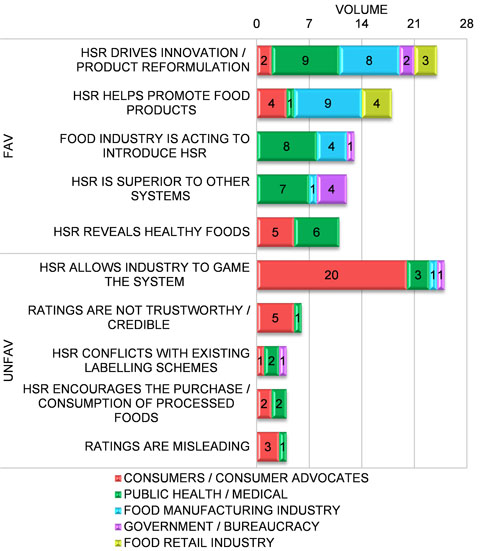 VOLUME
0 7 14 21 28
FAV
HSR DRIVES INNOVATION /
PRODUCT REFORMULATION
2 9 8 2 3
HSR HELPS PROMOTE FOOD
PRODUCTS
4 1 9 4
FOOD INDUSTRY IS ACTING TO
INTRODUCE HSR
8 4 1
HSR IS SUPERIOR TO OTHER
SYSTEMS
7 1 4
HSR REVEALS HEALTHY FOODS
5 6
UNFAV
HSR ALLOWS INDUSTRY TO GAME
THE SYSTEM
20 3 1 1
RATINGS ARE NOT TRUSTWORTHY /
CREDIBLE
5 1
HSR CONFLICTS WITH EXISTING
LABELLING SCHEMES
1 2 1
HSR ENCOURAGES THE PURCHASE /
CONSUMPTION OF PROCESSED
FOODS
2 2
RATINGS ARE MISLEADING
3 1
CONSUMERS / CONSUMER ADVOCATES
PUBLIC HEALTH / MEDICAL
FOOD MANUFACTURING INDUSTRY
GOVERNMENT / BUREAUCRACY
FOOD RETAIL INDUSTRY